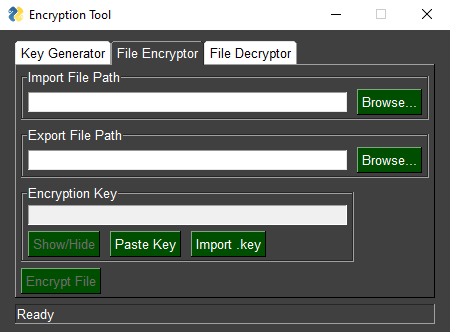 Encryption Tool
Key Generator File Encryptor File Decryptor
Import File Path
Browse...
Export File Path
Browse...
Encryption Key
Show/Hide Paste Key Import .key
Encrypt File
Ready